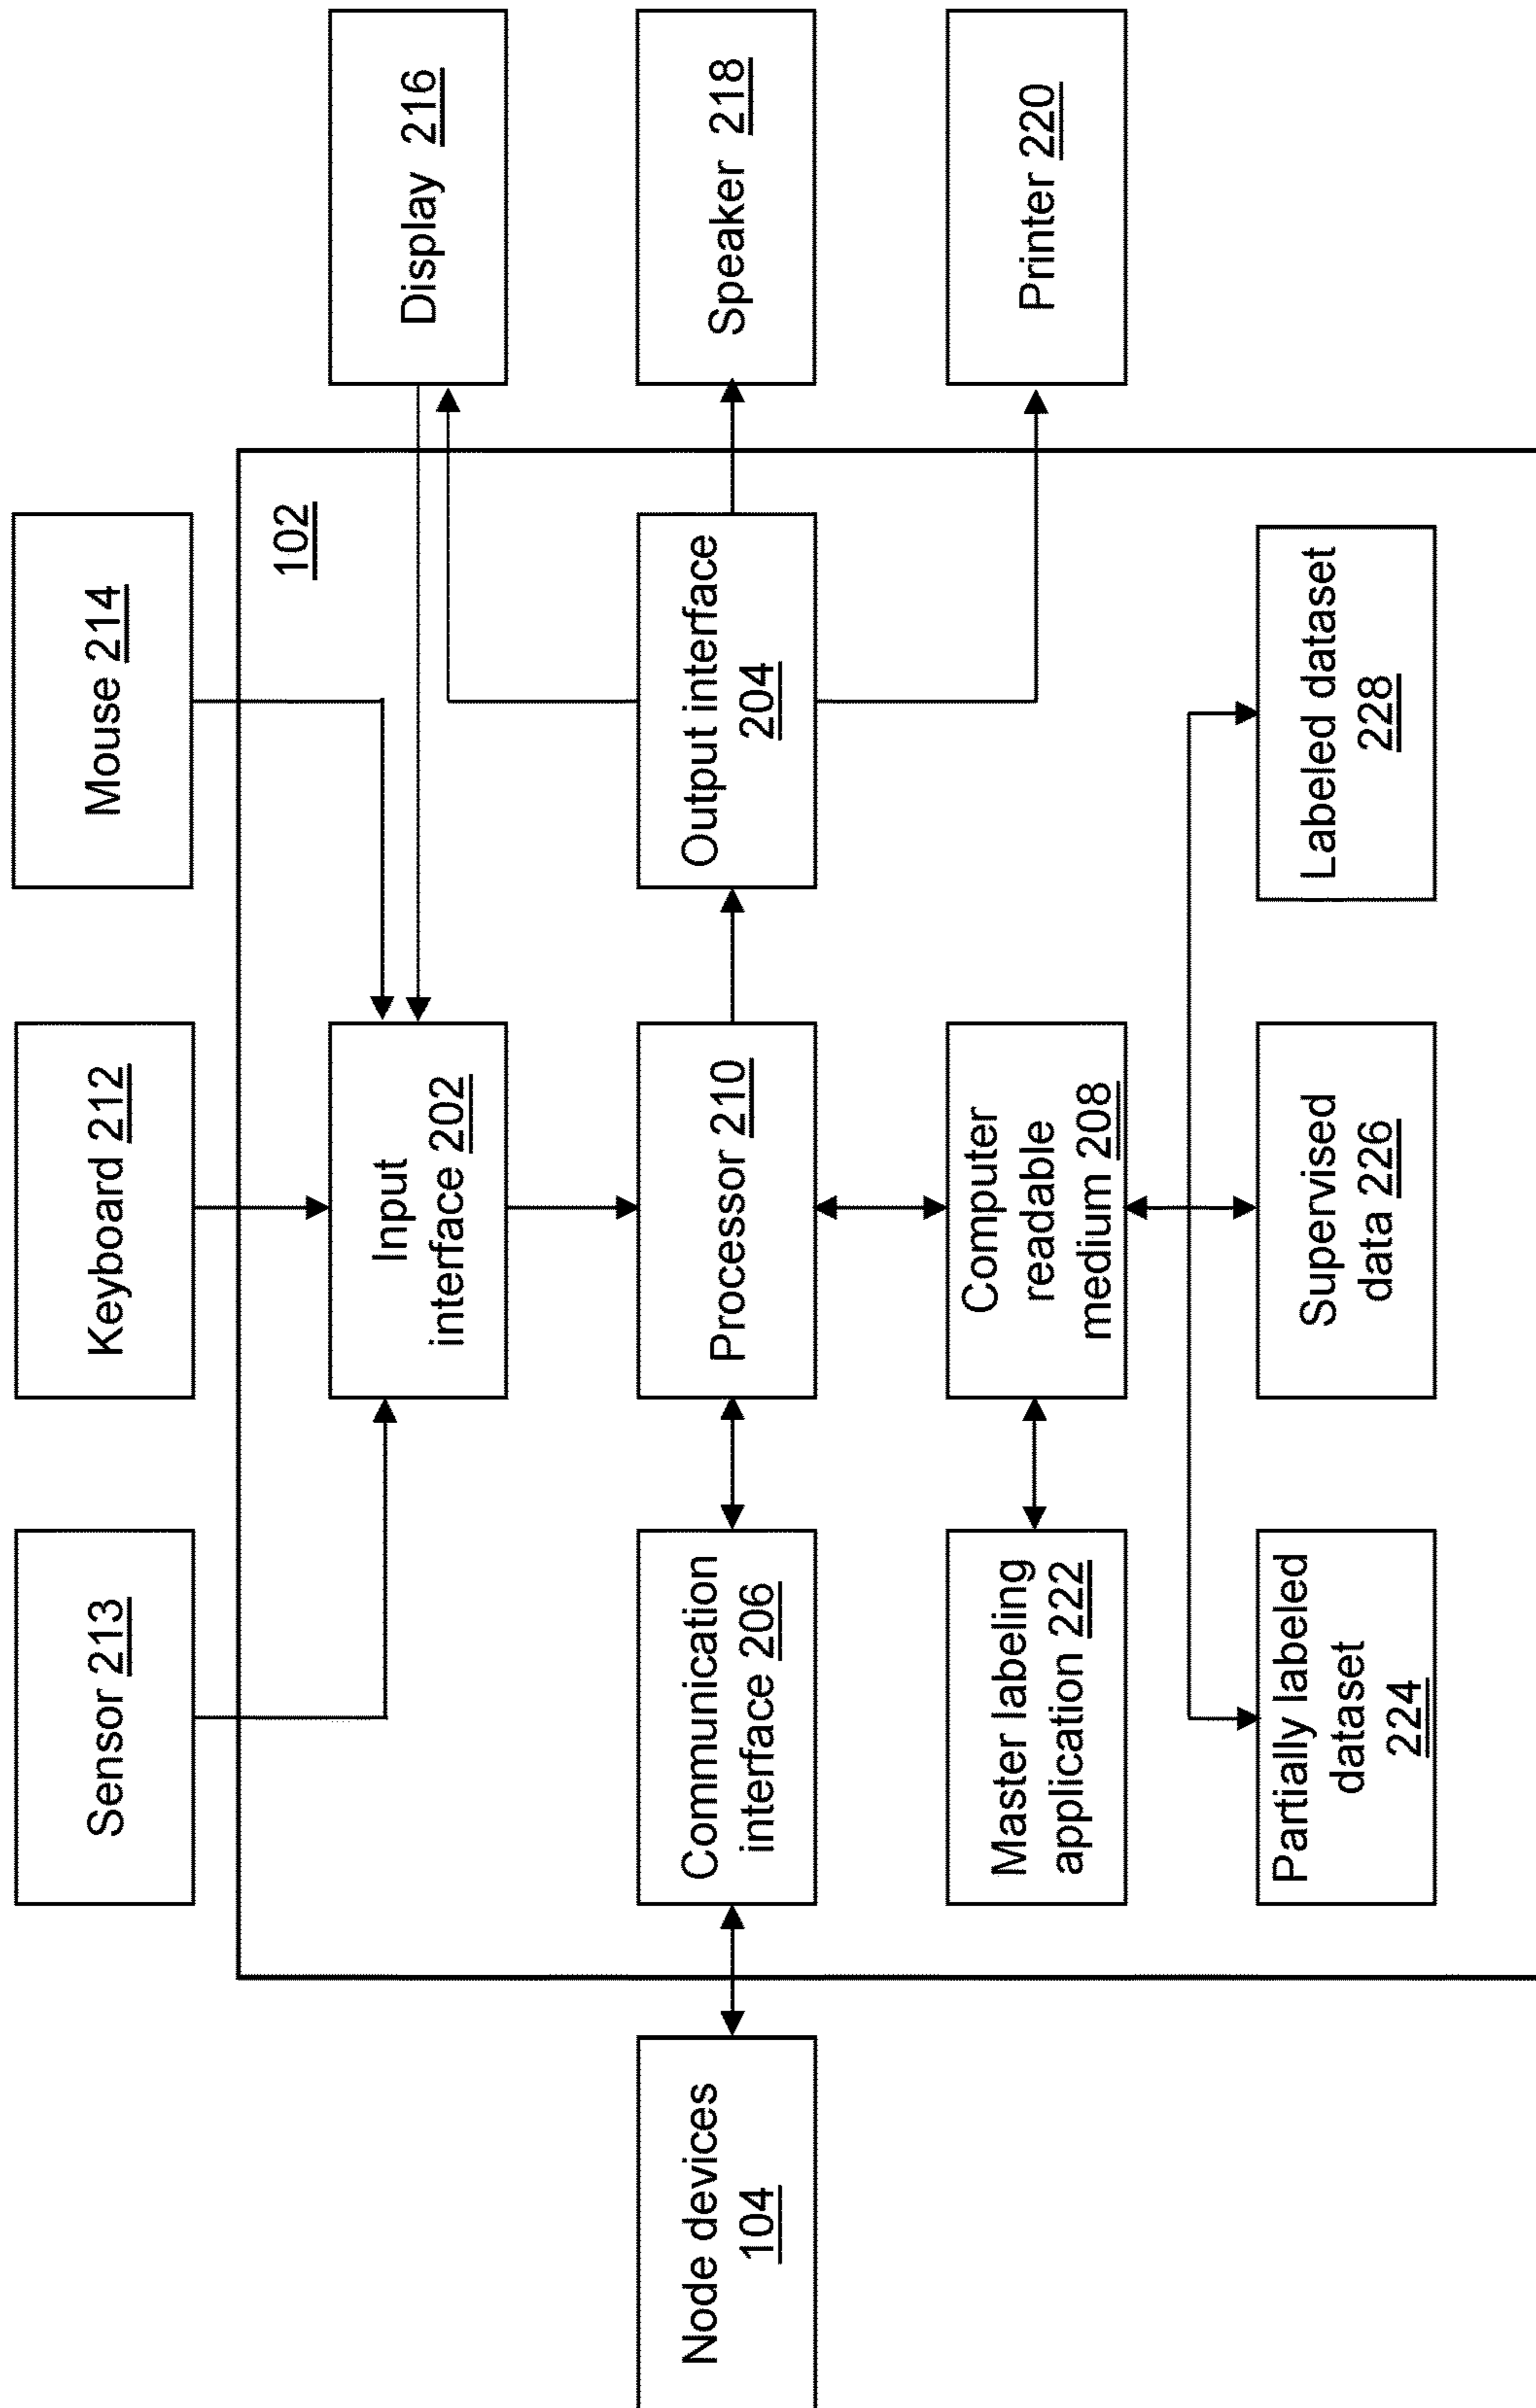 Sensor 213
Keyboard 212
Mouse 214
102
Input
interface 202
Display 216
Node devices
104
Communication
interface 206
Processor 210
Output interface
204
Speaker 218
Master labeling
application 222
Computer
readable
medium 208
Printer 220
Partially labeled
dataset
224
Supervised
data 226
Labeled dataset
228